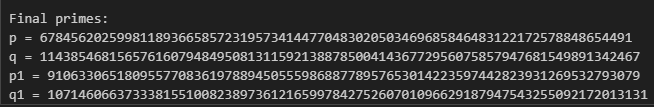 Final primes:
p = 67845620259981189366585723195734144770483020503469685846483122172578848654491
q = 114385468156576160794849508131159213887850041436772956075857947681549891342467
p1 = 91063306518095577083619788945055598688778957653014223597442823931269532793079
q1 = 107146066373338155100823897361216599784275260701096629187947543255092172013131